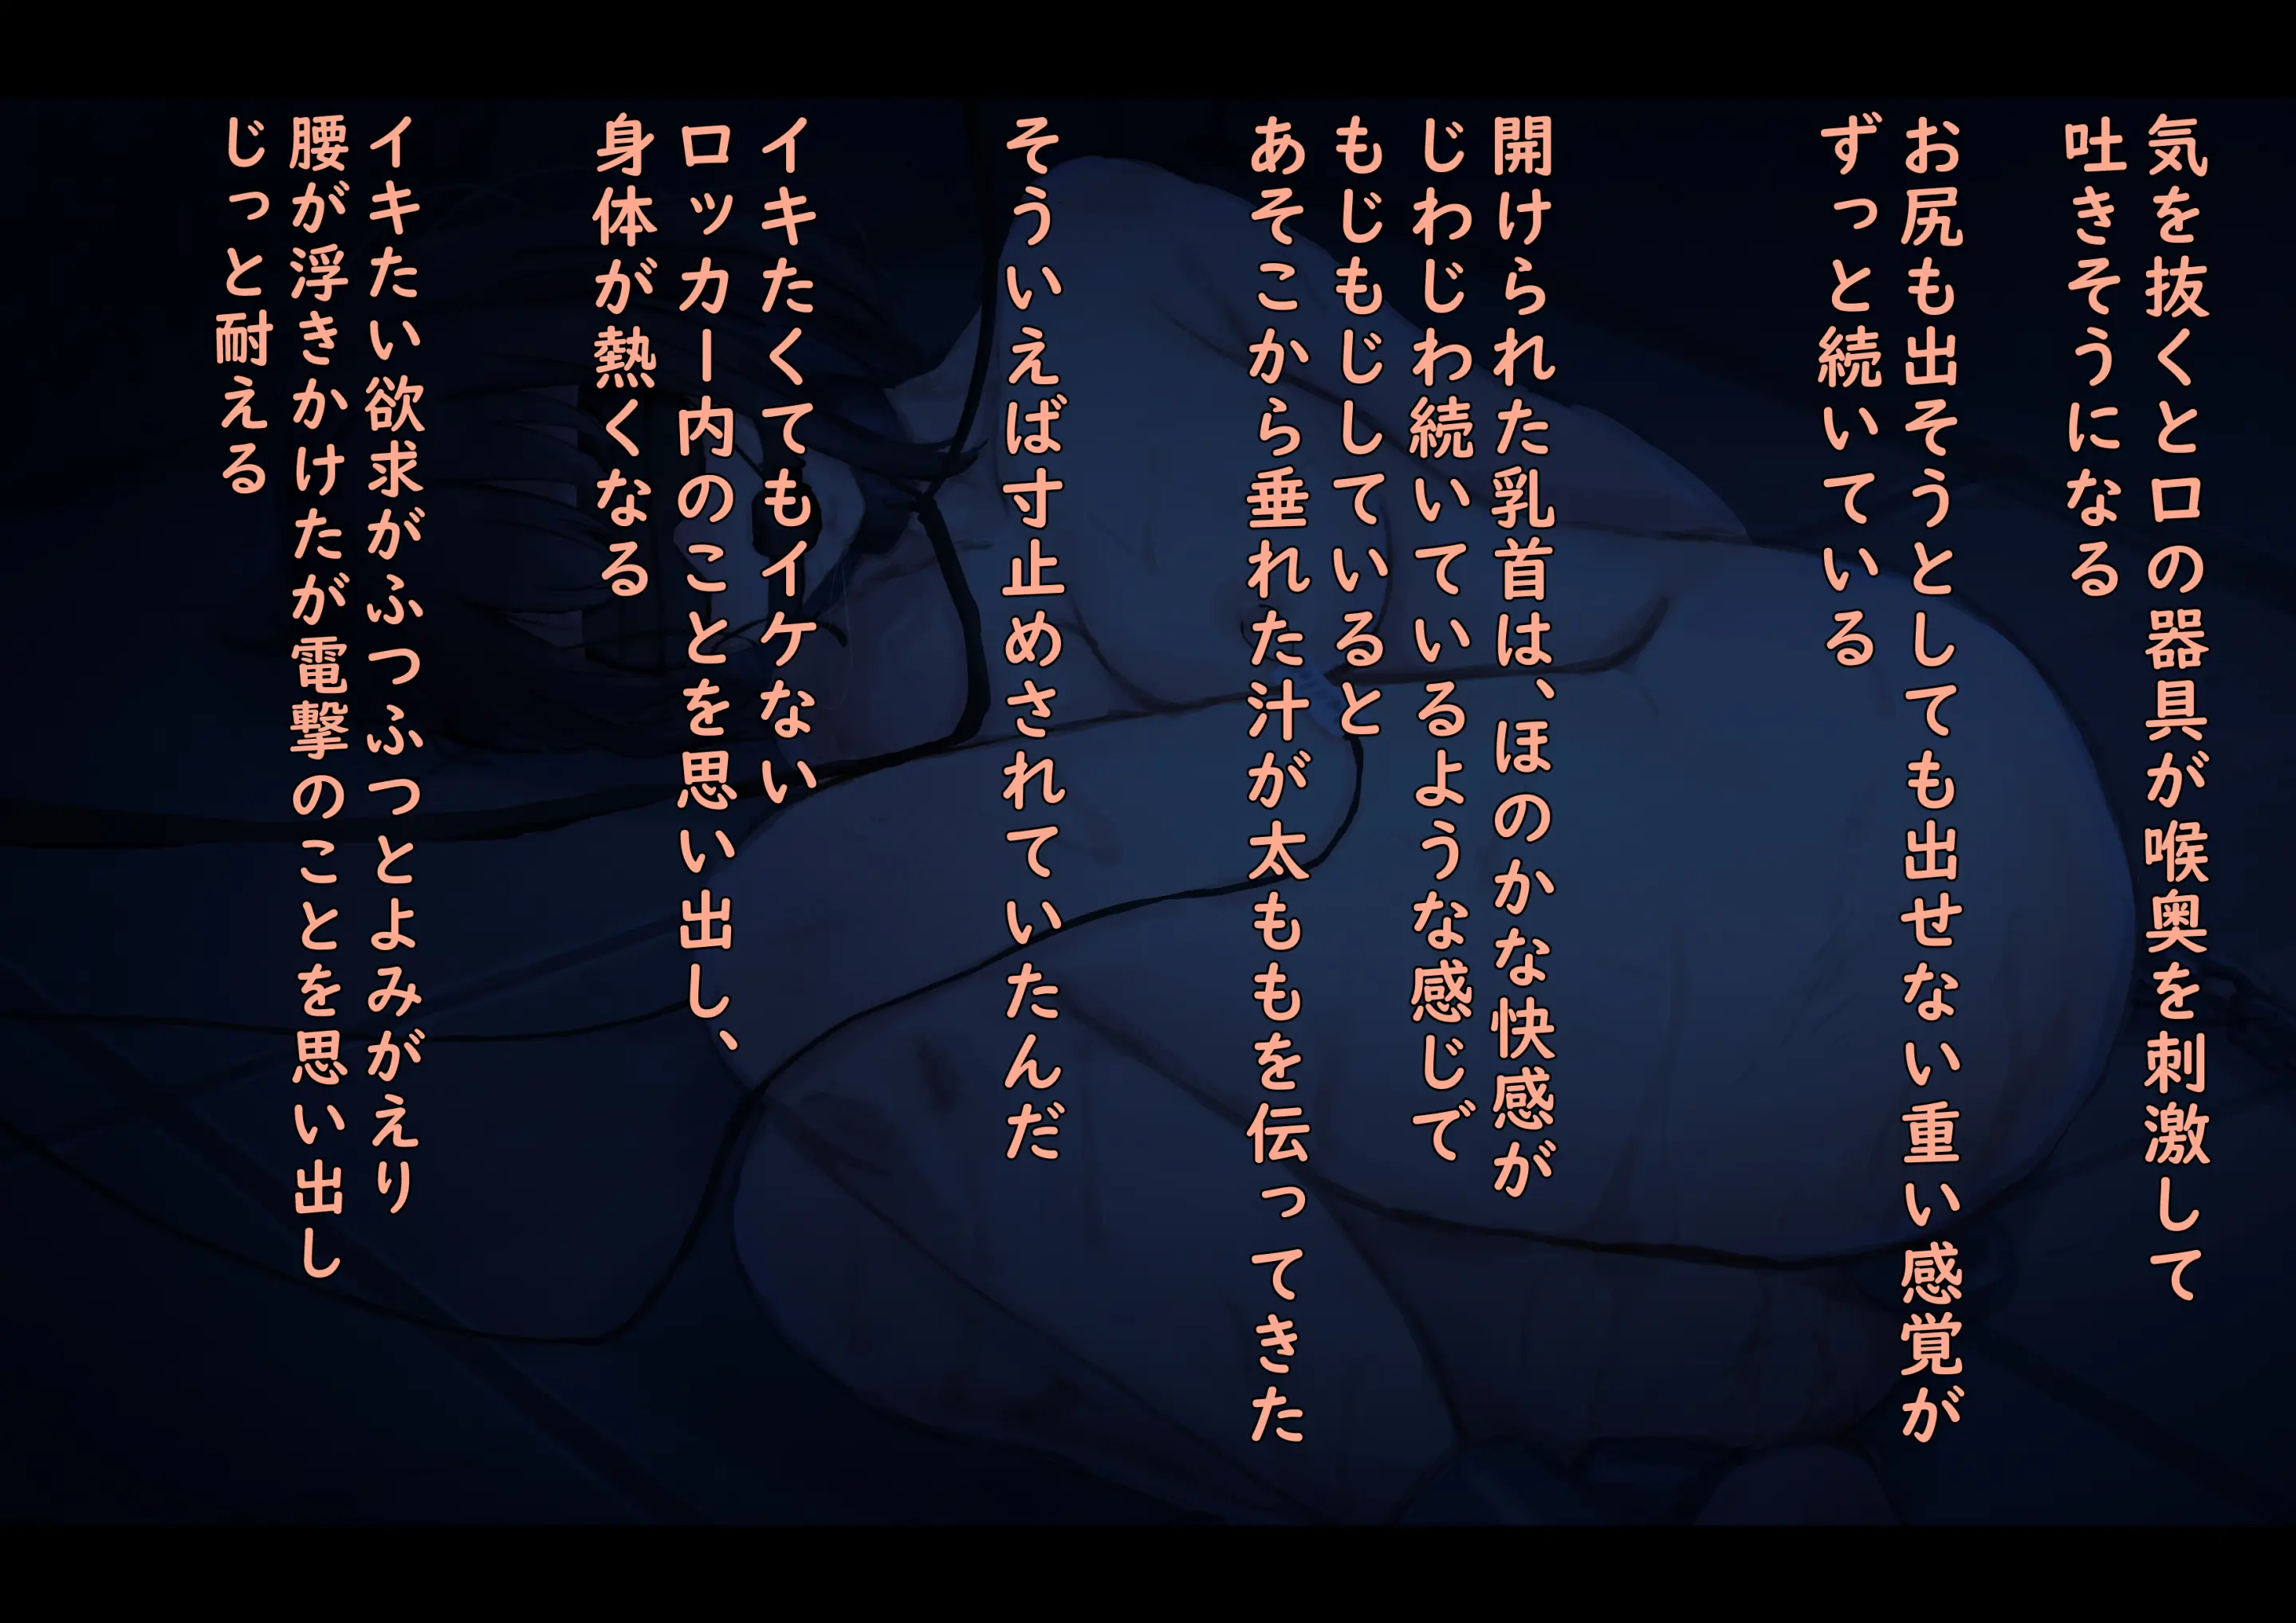 気を抜くと口の器具が喉奥を刺激して
吐きそうになる
お尻も出そうとしても出せない重い感覚が
ずっと続いている
開けられた乳首は、ほのかな快感が
じわじわ続いているような感じで
もじもじしていると
あそこから垂れた汁が太ももを伝ってきた
そういえば寸止めされていたんだ
イキたくてもイケない
ロッカー内のことを思い出し、
身体が熱くなる
イキたい欲求がふつふつとよみがえり
腰が浮きかけたが電撃のことを思い出し
じっと耐える